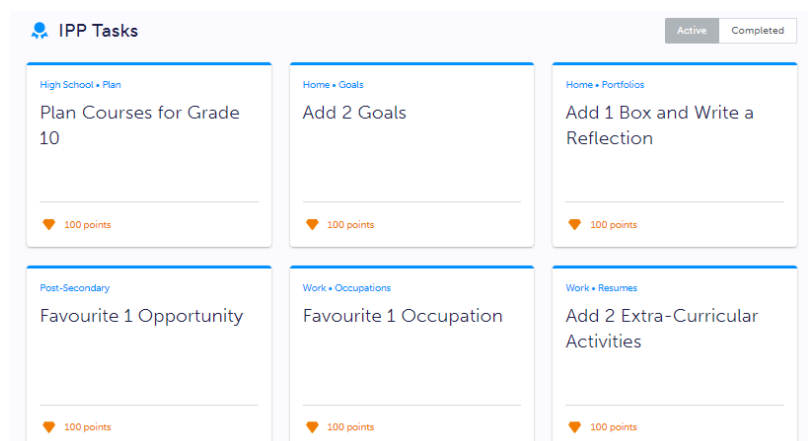 IPP Tasks
Active Completed
High School • Plan
Plan Courses for Grade
10
100 points
Home • Goals
Add 2 Goals
100 points
Home • Portfolios
Add 1 Box and Write a
Reflection
100 points
Post-Secondary
Favourite 1 Opportunity
100 points
Work • Occupations
Favourite 1 Occupation
100 points
Work • Resumes
Add 2 Extra-Curricular
Activities
100 points